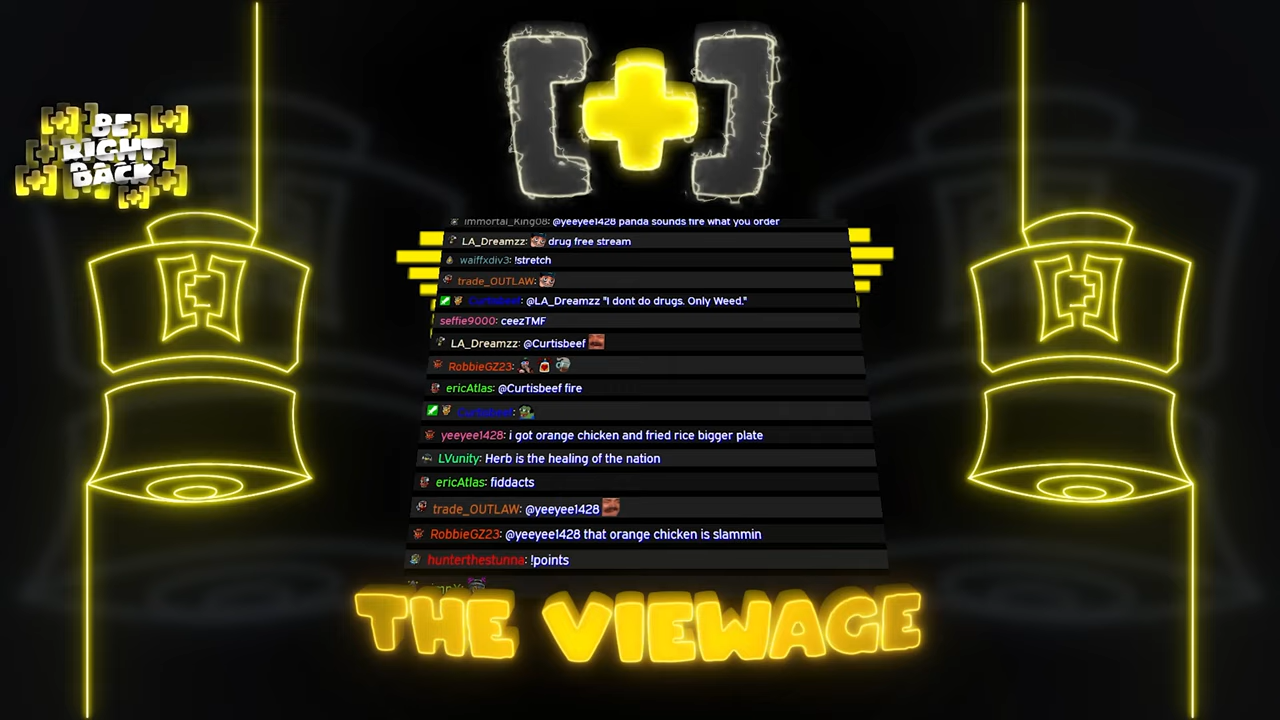 BE
RIGHT
BACK
immortal_King08: @yeeyee1428 panda sounds fire what you order
LA_Dreamzz: drug free stream
waiffxdiv3: !stretch
trade_OUTLAW:
Curtisbeef: @LA_Dreamzz "I dont do drugs. Only Weed."
seffie9000: ceezTMF
LA_Dreamzz: @Curtisbeef
RobbieGZ23:
ericAtlas: @Curtisbeef fire
Curtisbeef:
yeeyee1428: i got orange chicken and fried rice bigger plate
LVunity: Herb is the healing of the nation
ericAtlas: fiddacts
trade_OUTLAW: @yeeyee1428
RobbieGZ23: @yeeyee1428 that orange chicken is slammin
hunterthestunna: !points
THE VIEWAGE